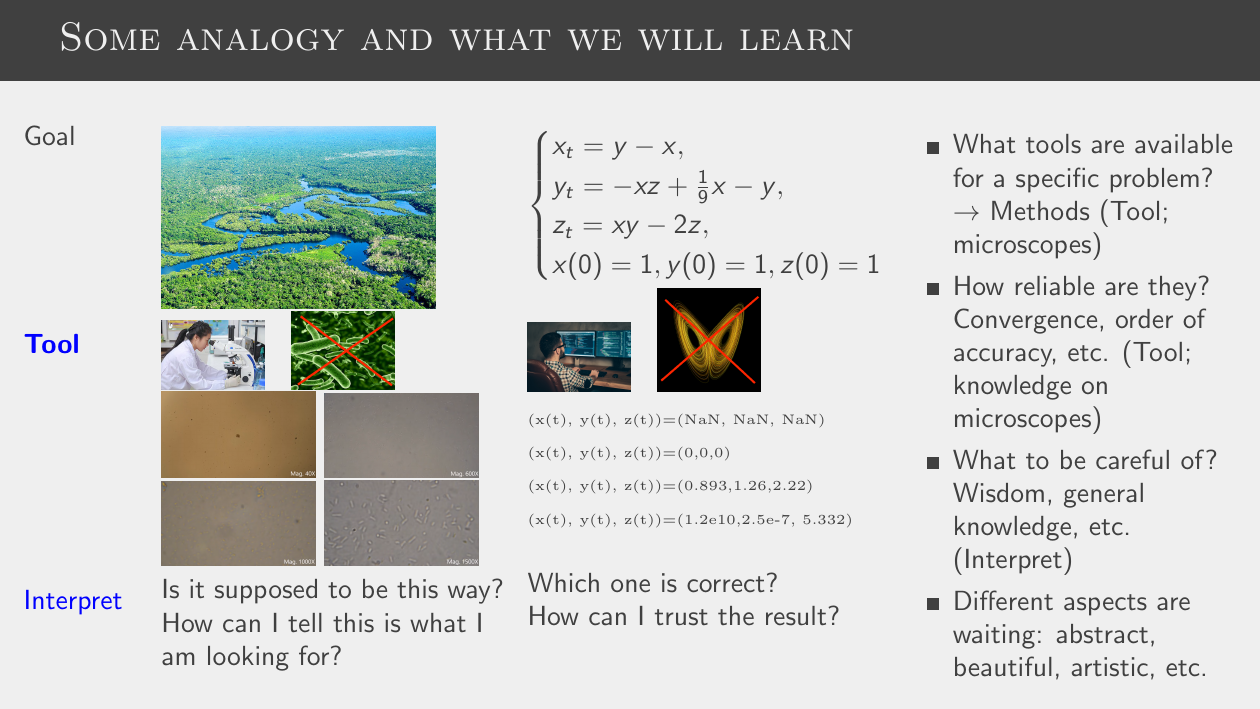 Some analogy and what we will learn
Goal
x_t = y − x,
y_t = −xz + 1/9 x − y,
z_t = xy − 2z,
x(0) = 1, y(0) = 1, z(0) = 1
Tool
Mag. 40X
Mag. 600X
Mag. 1000X
Mag. 1500X
(x(t), y(t), z(t))=(NaN, NaN, NaN)
(x(t), y(t), z(t))=(0,0,0)
(x(t), y(t), z(t))=(0.893,1.26,2.22)
(x(t), y(t), z(t))=(1.2e10,2.5e-7, 5.332)
Interpret
Is it supposed to be this way?
How can I tell this is what I
am looking for?
Which one is correct?
How can I trust the result?
■ What tools are available
for a specific problem?
→ Methods (Tool;
microscopes)
■ How reliable are they?
Convergence, order of
accuracy, etc. (Tool;
knowledge on
microscopes)
■ What to be careful of?
Wisdom, general
knowledge, etc.
(Interpret)
■ Different aspects are
waiting: abstract,
beautiful, artistic, etc.